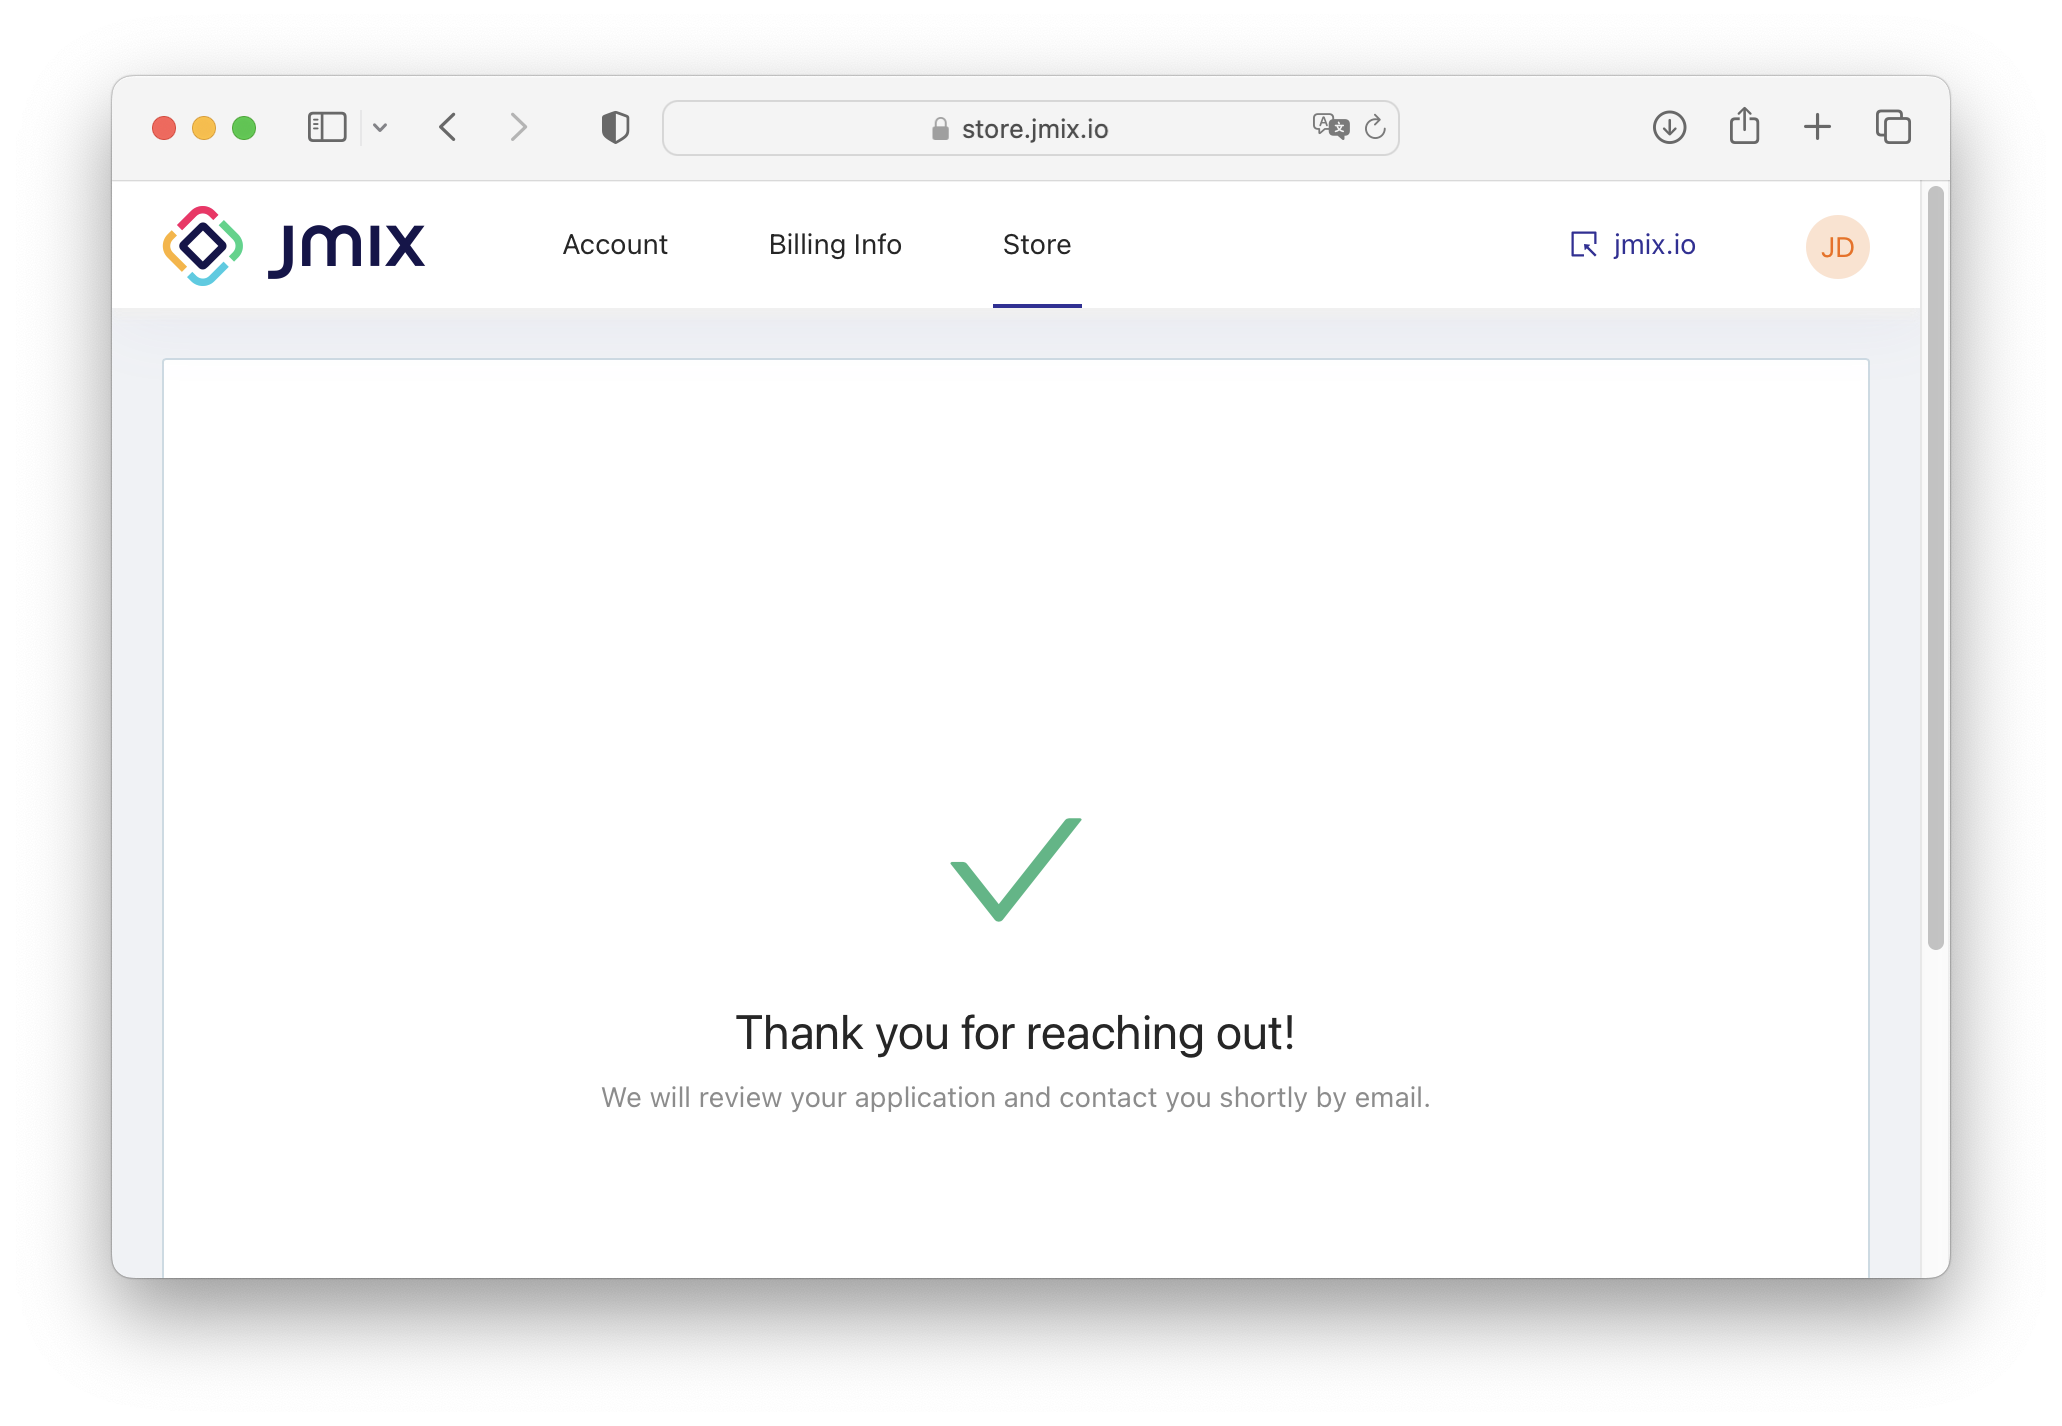 store.jmix.io
JMIX
Account
Billing Info
Store
jmix.io
JD
Thank you for reaching out!
We will review your application and contact you shortly by email.